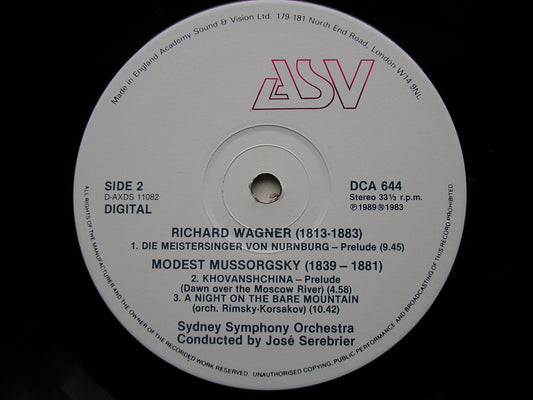 Made in England Academy Sound & Vision Ltd. 179-181 North End Road, London W14 9NL
ASV
SIDE 2
D-AXDS 11082
DIGITAL
DCA 644
Stereo 33⅓ r.p.m.
℗1989 ℗1983
RICHARD WAGNER (1813-1883)
1. DIE MEISTERSINGER VON NURNBURG – Prelude (9.45)
MODEST MUSSORGSKY (1839 – 1881)
2. KHOVANSHCHINA – Prelude
(Dawn over the Moscow River) (4.58)
3. A NIGHT ON THE BARE MOUNTAIN
(orch. Rimsky-Korsakov) (10.42)
Sydney Symphony Orchestra
Conducted by José Serebrier
ALL RIGHTS OF THE MANUFACTURER AND THE OWNER OF THE RECORDED WORK RESERVED. UNAUTHORISED COPYING, PUBLIC PERFORMANCE AND BROADCASTING OF THIS RECORD PROHIBITED.